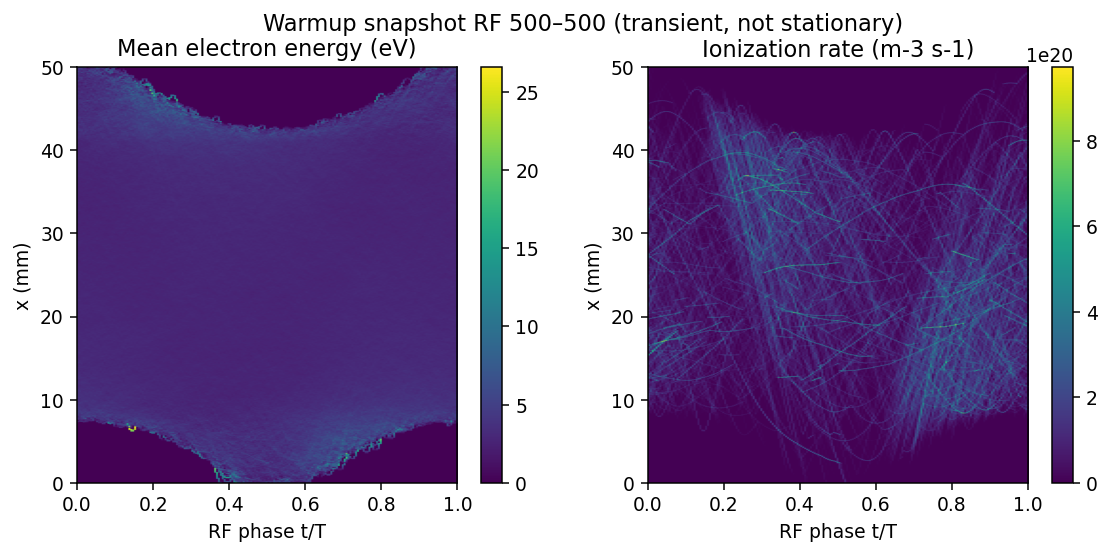 Warmup snapshot RF 500–500 (transient, not stationary)
Mean electron energy (eV)
Ionization rate (m-3 s-1)
1e20
50
40
30
20
10
0
x (mm)
0.0 0.2 0.4 0.6 0.8 1.0
RF phase t/T
25
20
15
10
5
0
50
40
30
20
10
0
x (mm)
0.0 0.2 0.4 0.6 0.8 1.0
RF phase t/T
8
6
4
2
0